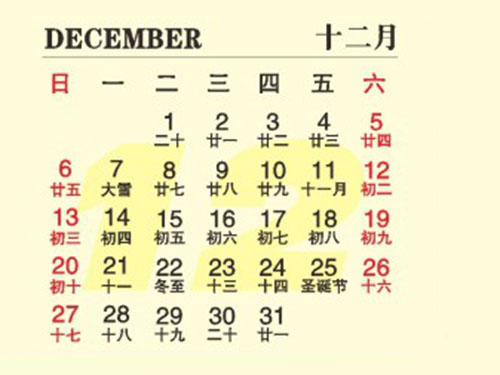 DECEMBER 十二月
日 一 二 三 四 五 六
1 2 3 4 5
二十 廿一 廿二 廿三 廿四
6 7 8 9 10 11 12
廿五 大雪 廿七 廿八 廿九 十一月 初二
13 14 15 16 17 18 19
初三 初四 初五 初六 初七 初八 初九
20 21 22 23 24 25 26
初十 十一 冬至 十三 十四 圣诞节 十六
27 28 29 30 31
十七 十八 十九 二十 廿一
12